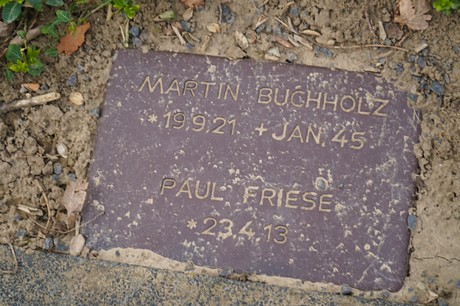 MARTIN BUCHHOLZ
*19.9.21. +JAN. 45
PAUL FRIESE
*23.4.13